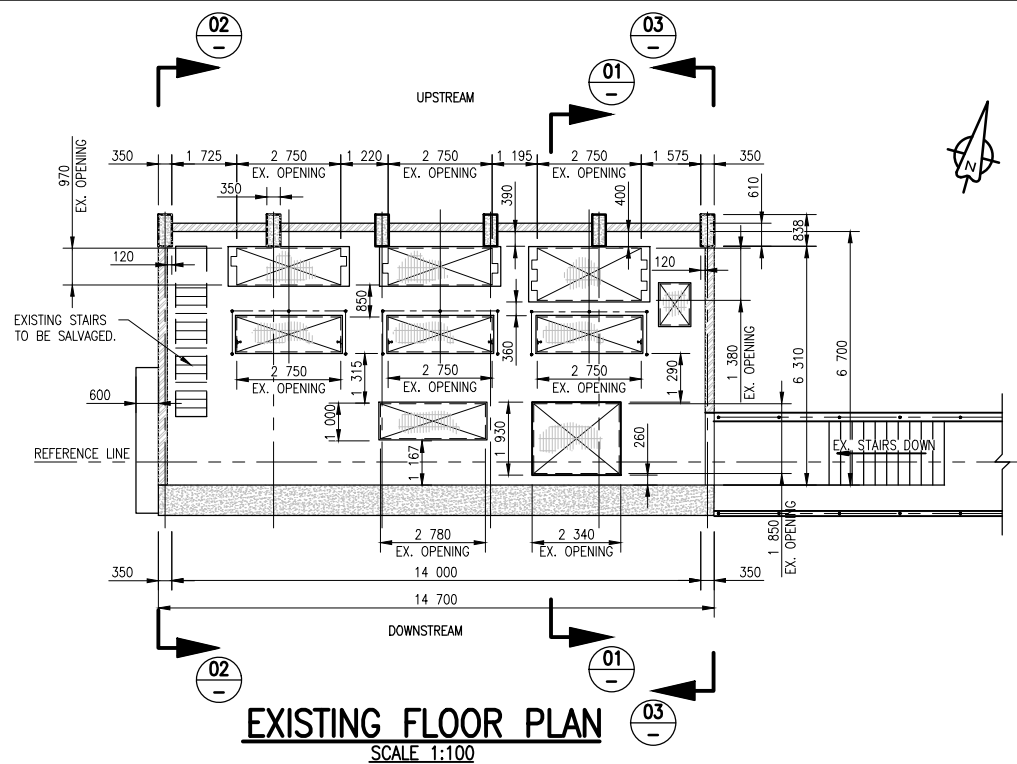 02
–
03
–
01
–
UPSTREAM
350
1 725
2 750
EX. OPENING
1 220
2 750
EX. OPENING
1 195
2 750
EX. OPENING
1 575
350
970
EX. OPENING
350
390
400
610
838
N
120
120
850
EXISTING STAIRS
TO BE SALVAGED.
360
1 380
EX. OPENING
6 310
6 700
2 750
EX. OPENING
1 315
2 750
EX. OPENING
2 750
EX. OPENING
1 290
600
1 000
1 167
1 930
260
EX. STAIRS DOWN
REFERENCE LINE
1 850
EX. OPENING
2 780
EX. OPENING
2 340
EX. OPENING
350
14 000
350
14 700
DOWNSTREAM
02
–
01
–
03
–
EXISTING FLOOR PLAN
SCALE 1:100